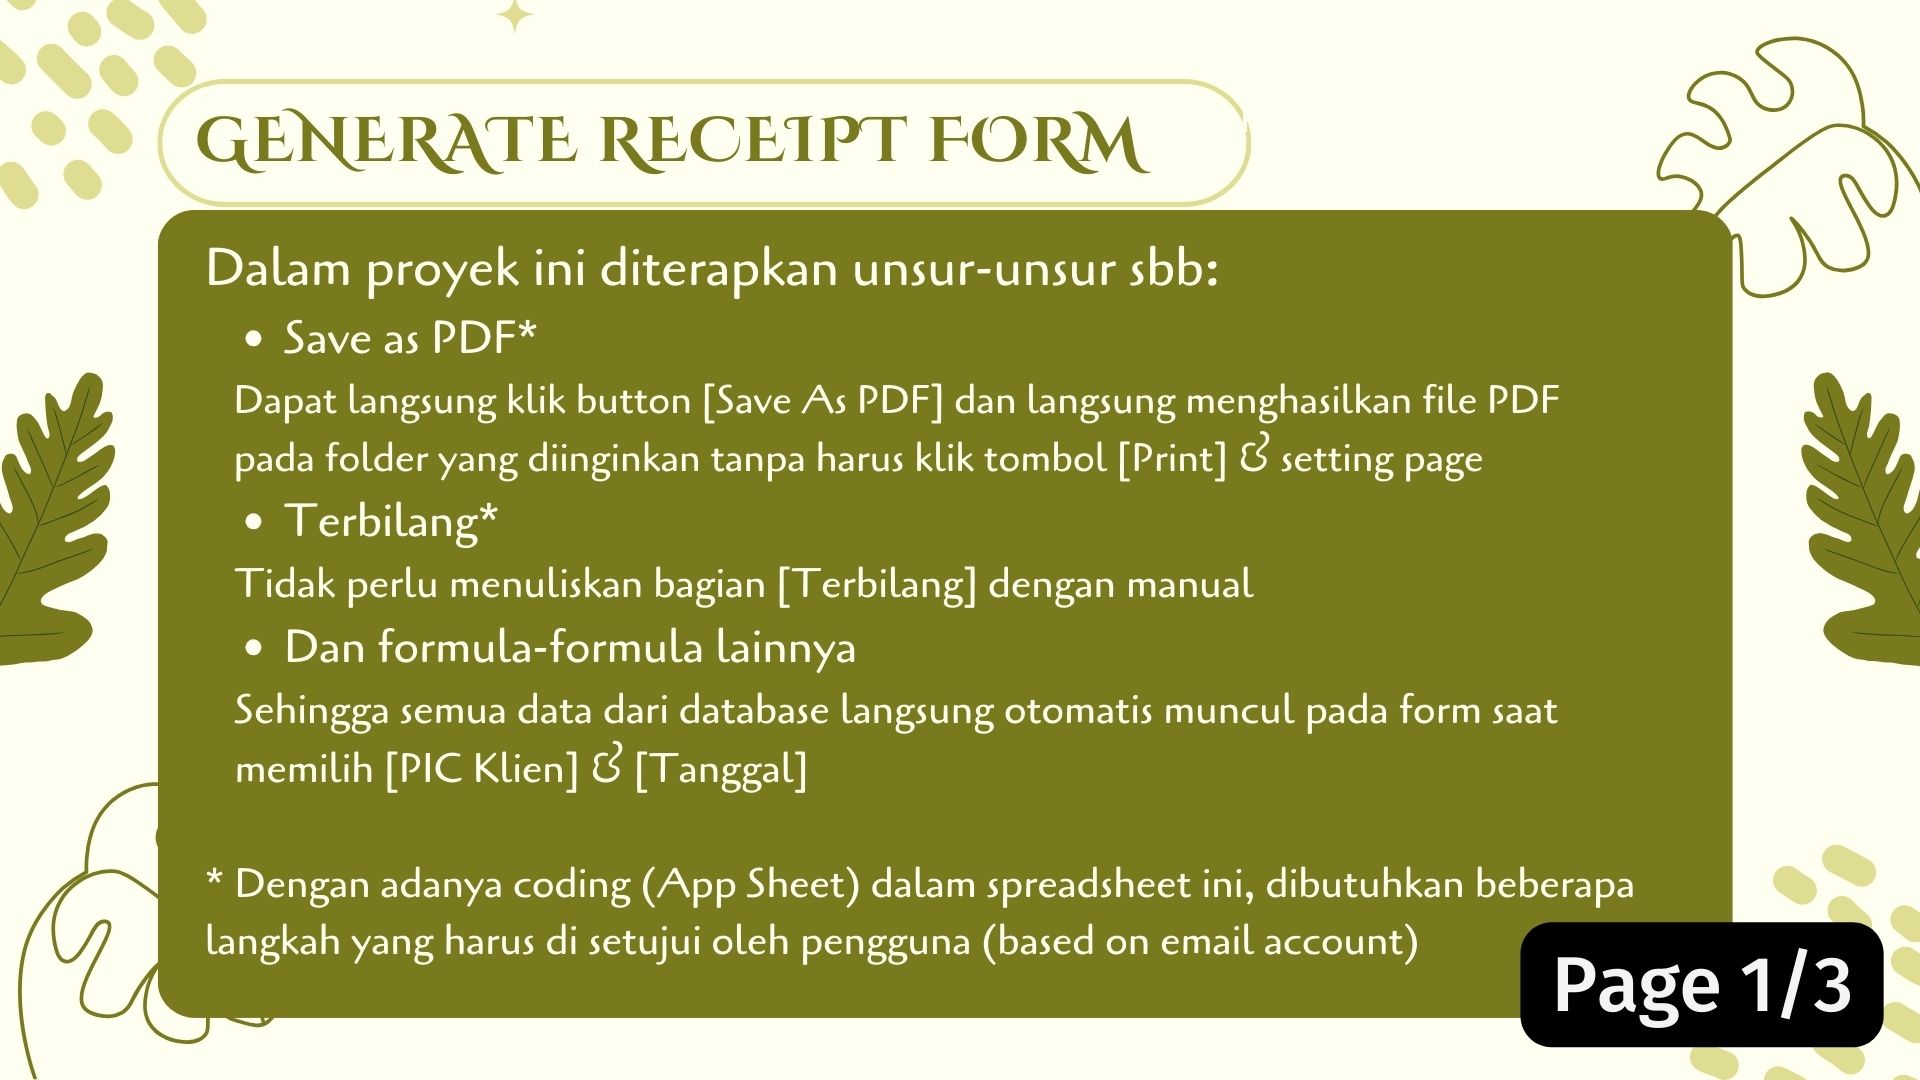 GENERATE RECEIPT FORM
Dalam proyek ini diterapkan unsur-unsur sbb:
• Save as PDF*
Dapat langsung klik button [Save As PDF] dan langsung menghasilkan file PDF
pada folder yang diinginkan tanpa harus klik tombol [Print] & setting page
• Terbilang*
Tidak perlu menuliskan bagian [Terbilang] dengan manual
• Dan formula-formula lainnya
Sehingga semua data dari database langsung otomatis muncul pada form saat
memilih [PIC Klien] & [Tanggal]
* Dengan adanya coding (App Sheet) dalam spreadsheet ini, dibutuhkan beberapa
langkah yang harus di setujui oleh pengguna (based on email account)
Page 1/3